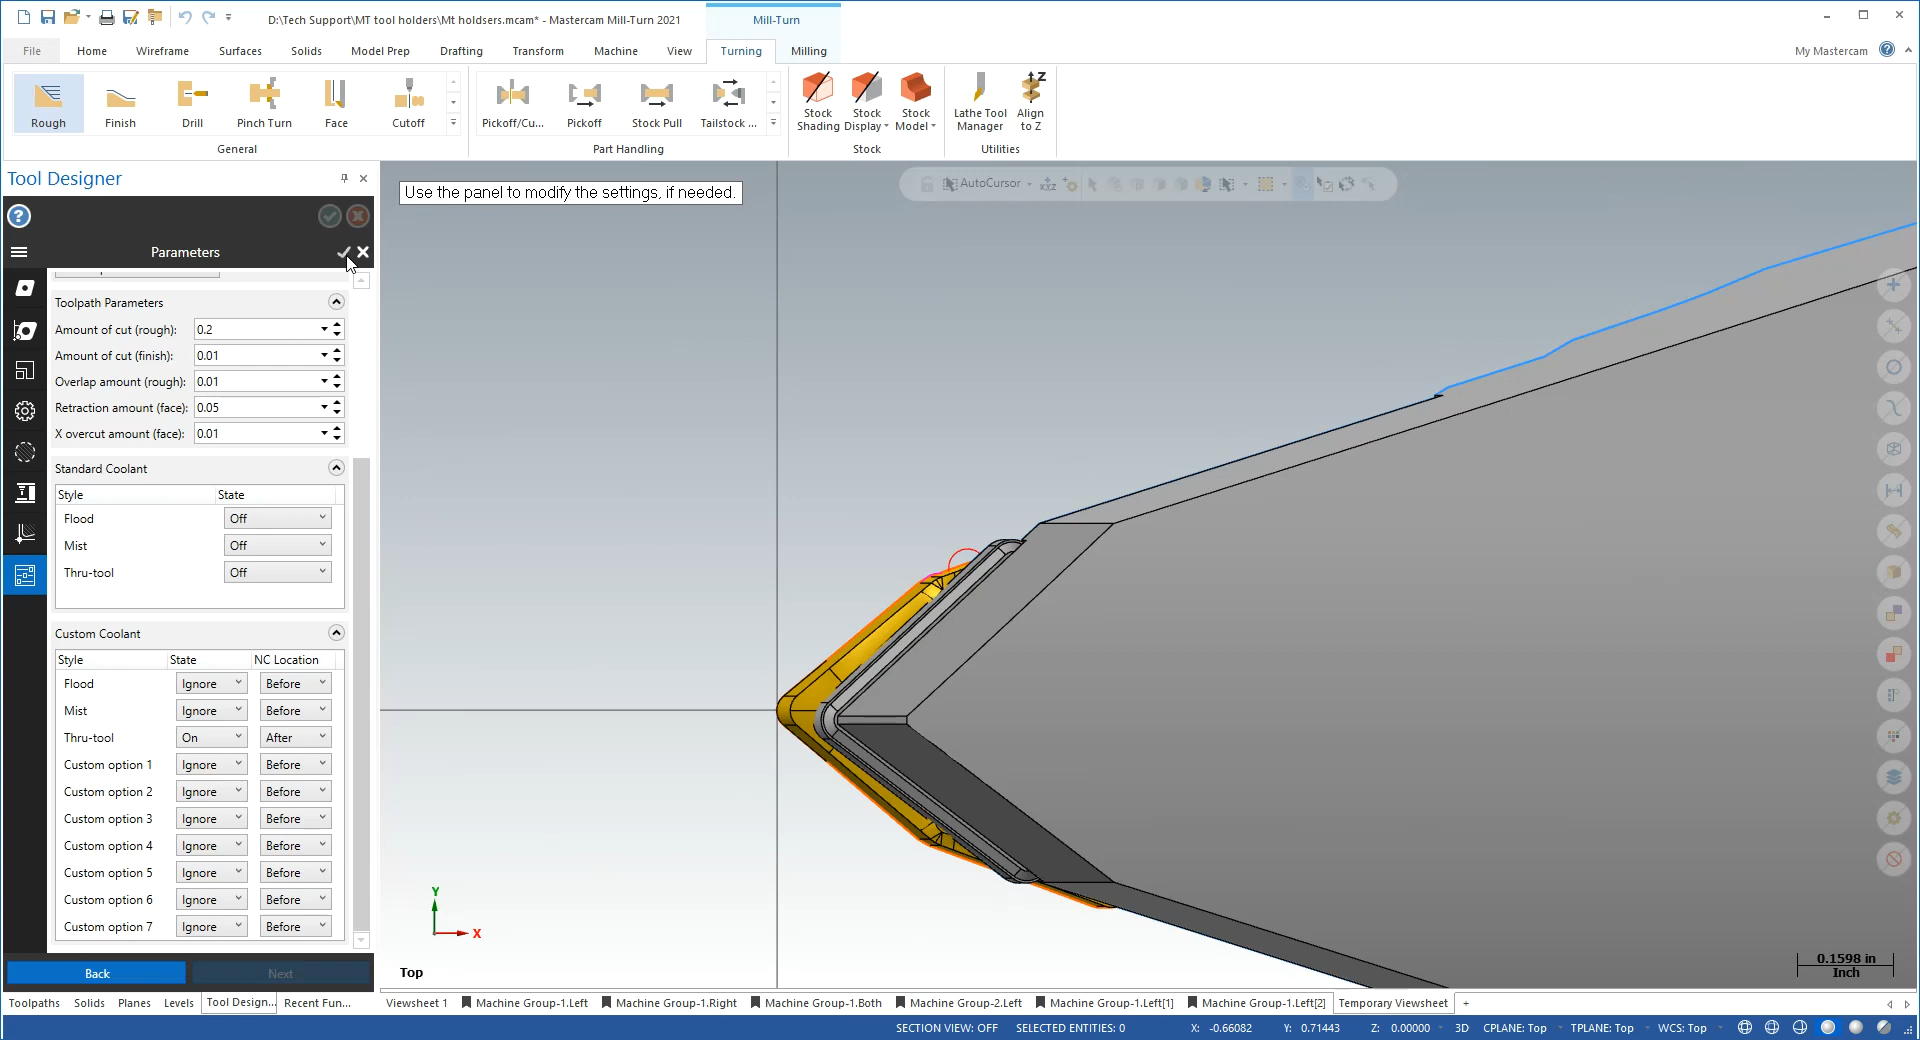 D:\Tech Support\MT tool holders\Mt holdsers.mcam* - Mastercam Mill-Turn 2021
Mill-Turn
File Home Wireframe Surfaces Solids Model Prep Drafting Transform Machine View Turning Milling
My Mastercam
Rough Finish Drill Pinch Turn Face Cutoff
Pickoff/Cu... Pickoff Stock Pull Tailstock ...
Stock Shading
Stock Display
Stock Model
Lathe Tool Manager
Align to Z
General Part Handling Stock Utilities
Tool Designer
Use the panel to modify the settings, if needed.
AutoCursor
Parameters
Toolpath Parameters
Amount of cut (rough): 0.2
Amount of cut (finish): 0.01
Overlap amount (rough): 0.01
Retraction amount (face): 0.05
X overcut amount (face): 0.01
Standard Coolant
Style State
Flood Off
Mist Off
Thru-tool Off
Custom Coolant
Style State NC Location
Flood Ignore Before
Mist Ignore Before
Thru-tool On After
Custom option 1 Ignore Before
Custom option 2 Ignore Before
Custom option 3 Ignore Before
Custom option 4 Ignore Before
Custom option 5 Ignore Before
Custom option 6 Ignore Before
Custom option 7 Ignore Before
Back Next
Y
X
Top
0.1598 in
Inch
Toolpaths Solids Planes Levels Tool Design... Recent Fun...
Viewsheet 1 Machine Group-1.Left Machine Group-1.Right Machine Group-1.Both Machine Group-2.Left Machine Group-1.Left[1] Machine Group-1.Left[2] Temporary Viewsheet +
SECTION VIEW: OFF SELECTED ENTITIES: 0 X: -0.66082 Y: 0.71443 Z: 0.00000 3D CPLANE: Top TPLANE: Top WCS: Top